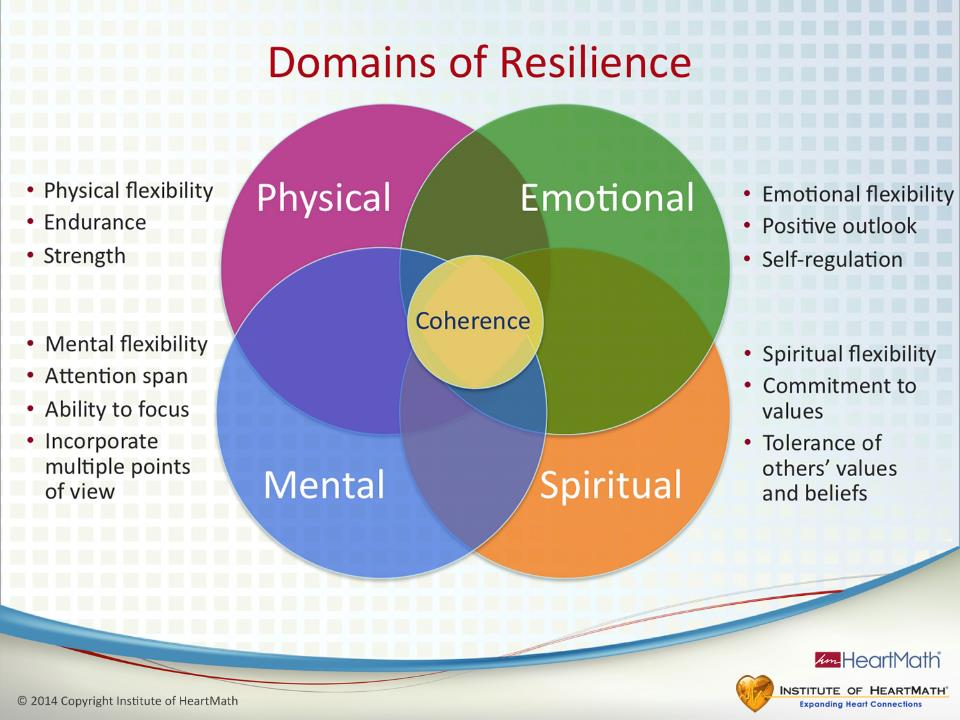 Domains of Resilience
Physical
Emotional
• Physical flexibility
• Endurance
• Strength
• Emotional flexibility
• Positive outlook
• Self-regulation
Coherence
• Mental flexibility
• Attention span
• Ability to focus
• Incorporate
multiple points
of view
• Spiritual flexibility
• Commitment to
values
• Tolerance of
others’ values
and beliefs
Mental
Spiritual
hm HeartMath®
© 2014 Copyright Institute of HeartMath
INSTITUTE OF HEARTMATH®
Expanding Heart Connections